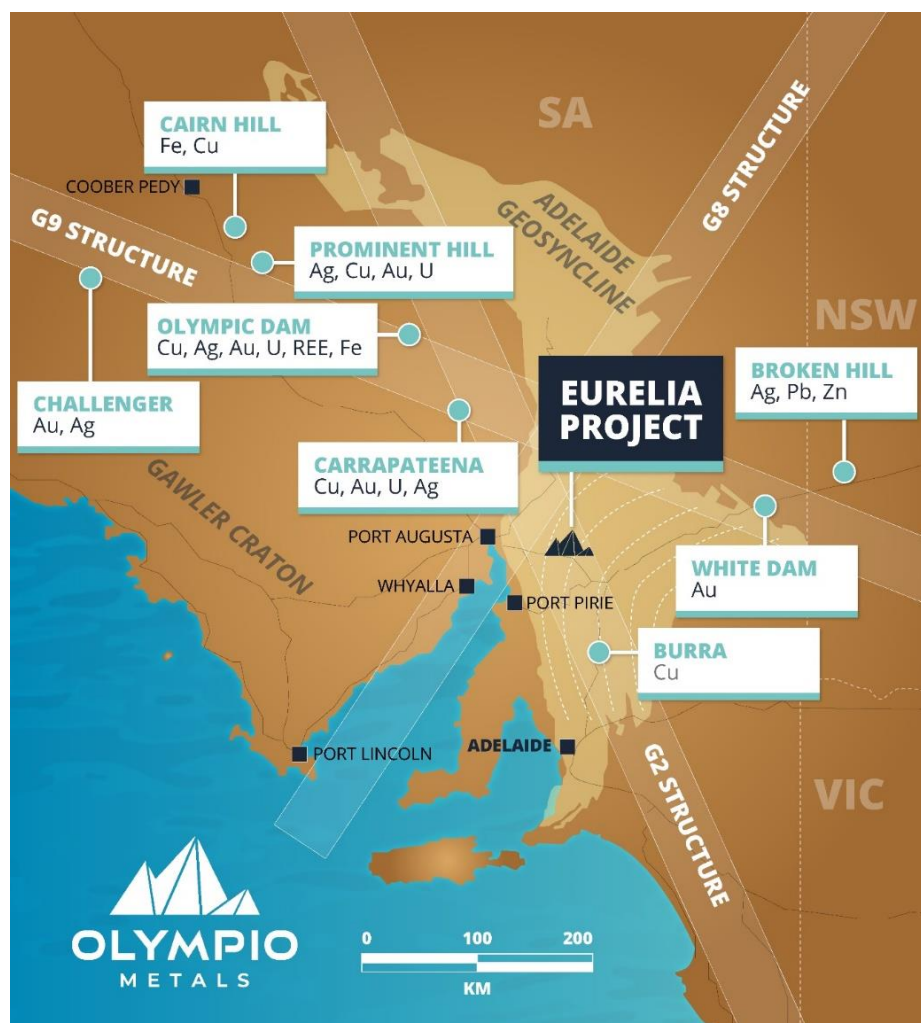 SA
CAIRN HILL
Fe, Cu
COOBER PEDY
G8 STRUCTURE
ADELAIDE
GEOSYNCLINE
G9 STRUCTURE
PROMINENT HILL
Ag, Cu, Au, U
OLYMPIC DAM
Cu, Ag, Au, U, REE, Fe
NSW
BROKEN HILL
Ag, Pb, Zn
EURELIA
PROJECT
CHALLENGER
Au, Ag
CARRAPATEENA
Cu, Au, U, Ag
GAWLER CRATON
PORT AUGUSTA
WHITE DAM
Au
WHYALLA
PORT PIRIE
BURRA
Cu
ADELAIDE
PORT LINCOLN
G2 STRUCTURE
VIC
OLYMPIO
METALS
0 100 200
KM